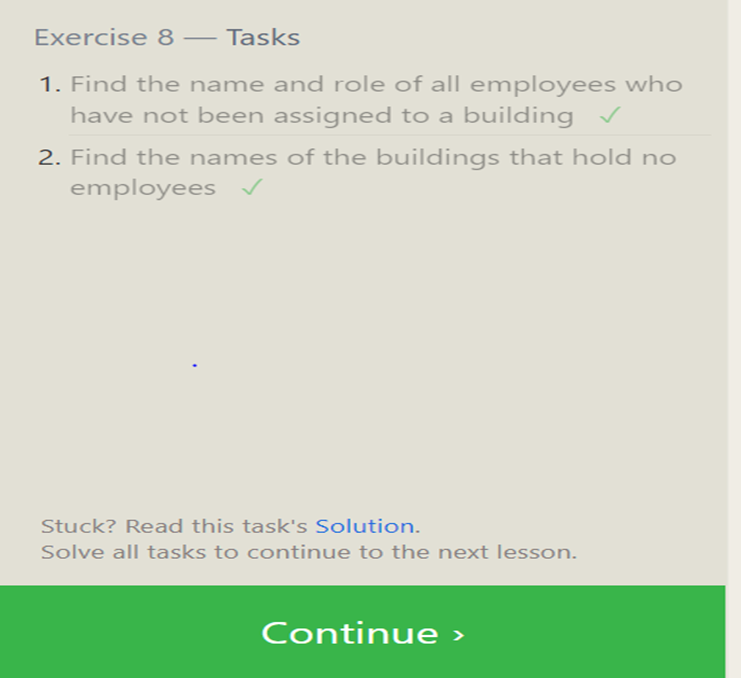 Exercise 8 — Tasks
1. Find the name and role of all employees who
have not been assigned to a building ✓
2. Find the names of the buildings that hold no
employees ✓
Stuck? Read this task's Solution.
Solve all tasks to continue to the next lesson.
Continue ›